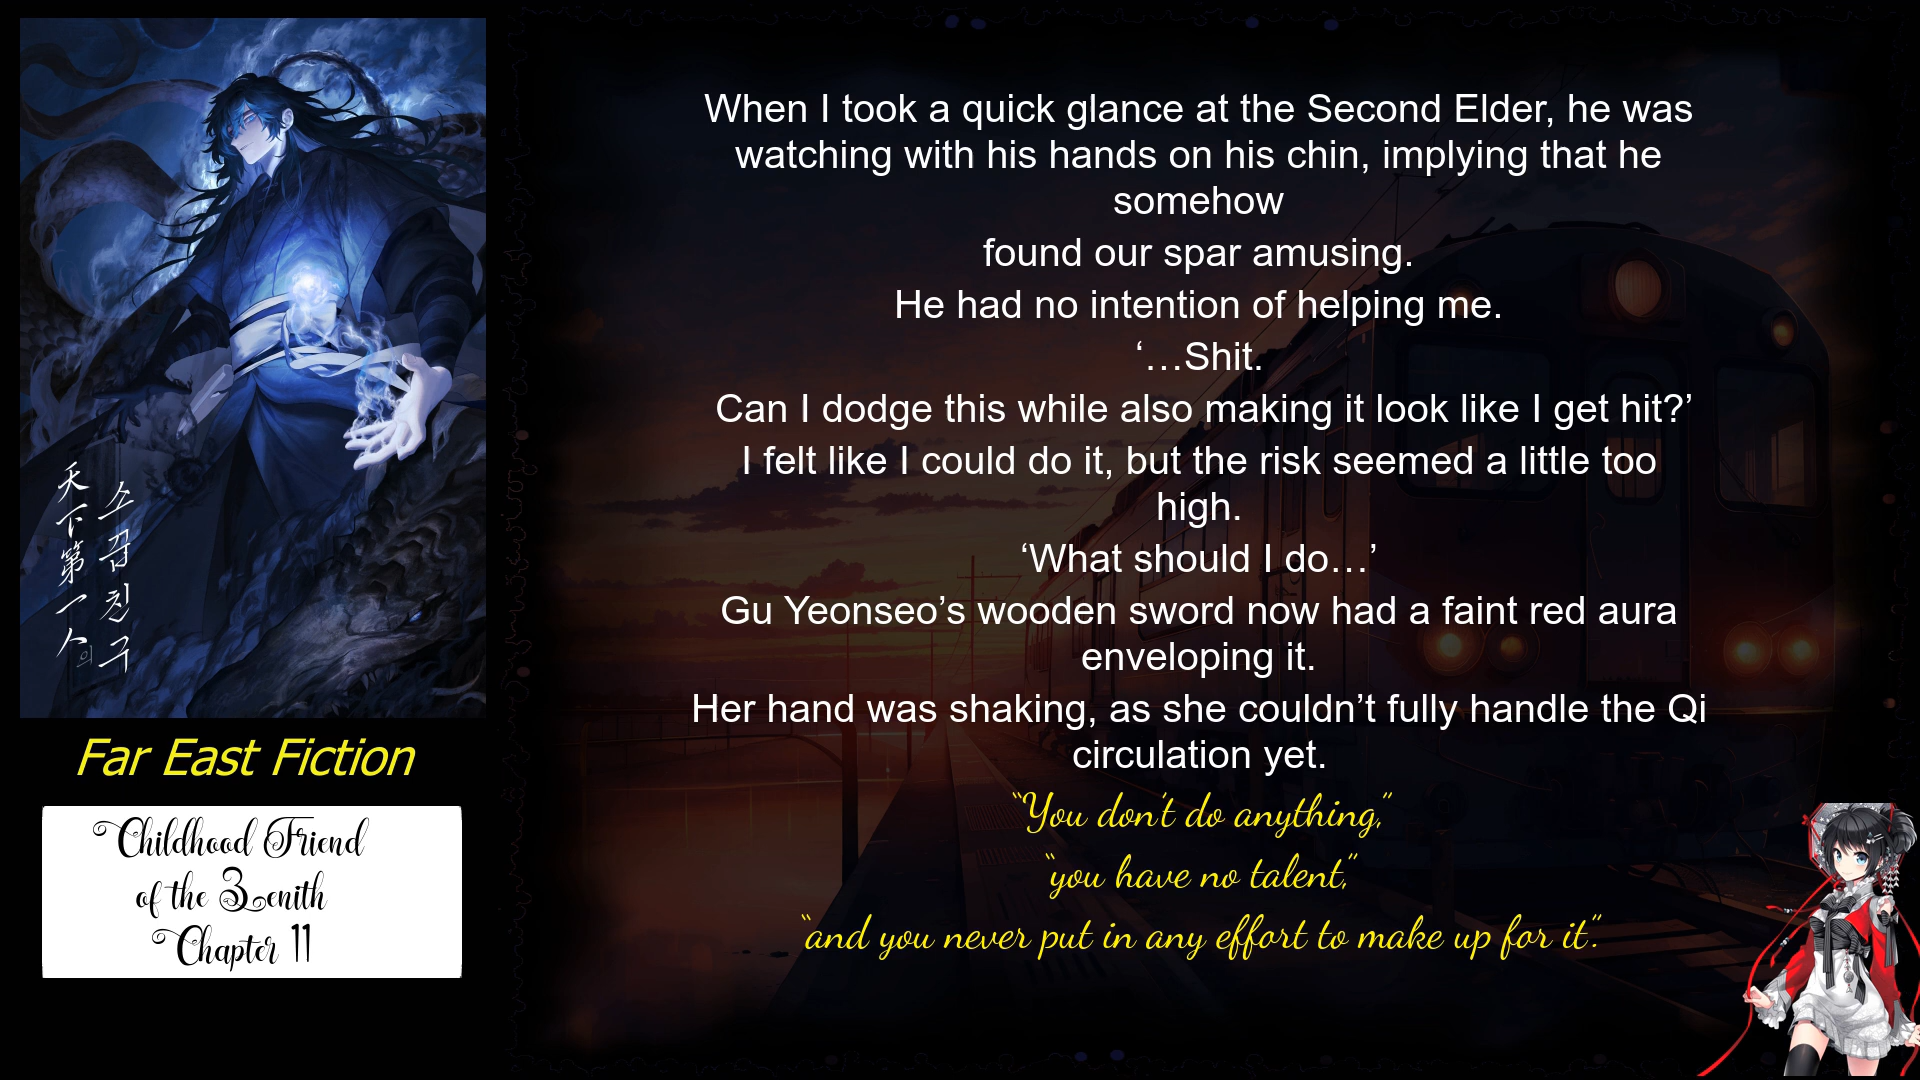 When I took a quick glance at the Second Elder, he was
watching with his hands on his chin, implying that he
somehow
found our spar amusing.
He had no intention of helping me.
‘…Shit.
Can I dodge this while also making it look like I get hit?’
I felt like I could do it, but the risk seemed a little too
high.
‘What should I do…’
Gu Yeonseo’s wooden sword now had a faint red aura
enveloping it.
Her hand was shaking, as she couldn’t fully handle the Qi
circulation yet.
“You don’t do anything,”
“you have no talent,”
“and you never put in any effort to make up for it”.
天下第一人의
소꿉친구
Far East Fiction
Childhood Friend
of the Zenith
Chapter 11